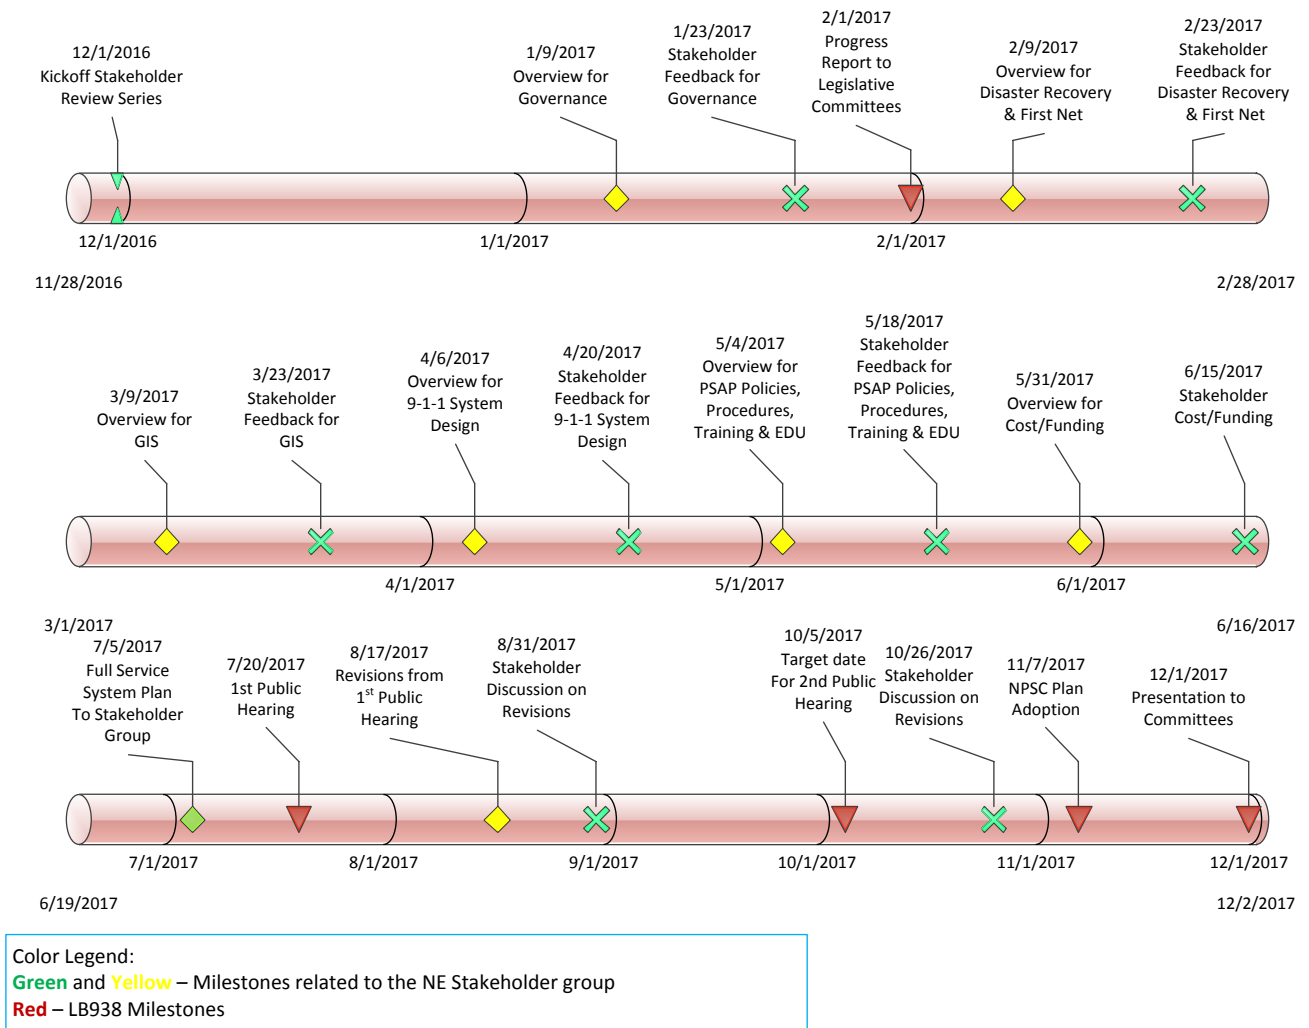 12/1/2016
Kickoff Stakeholder
Review Series
1/9/2017
Overview for
Governance
1/23/2017
Stakeholder
Feedback for
Governance
2/1/2017
Progress
Report to
Legislative
Committees
2/9/2017
Overview for
Disaster Recovery
& First Net
2/23/2017
Stakeholder
Feedback for
Disaster Recovery
& First Net
12/1/2016
1/1/2017
2/1/2017
11/28/2016
2/28/2017
3/9/2017
Overview for
GIS
3/23/2017
Stakeholder
Feedback for
GIS
4/6/2017
Overview for
9-1-1 System
Design
4/20/2017
Stakeholder
Feedback for
9-1-1 System
Design
5/4/2017
Overview for
PSAP Policies,
Procedures,
Training & EDU
5/18/2017
Stakeholder
Feedback for
PSAP Policies,
Procedures,
Training & EDU
5/31/2017
Overview for
Cost/Funding
6/15/2017
Stakeholder
Cost/Funding
4/1/2017
5/1/2017
6/1/2017
3/1/2017
6/16/2017
7/5/2017
Full Service
System Plan
To Stakeholder
Group
7/20/2017
1st Public
Hearing
8/17/2017
Revisions from
1st Public
Hearing
8/31/2017
Stakeholder
Discussion on
Revisions
10/5/2017
Target date
For 2nd Public
Hearing
10/26/2017
Stakeholder
Discussion on
Revisions
11/7/2017
NPSC Plan
Adoption
12/1/2017
Presentation to
Committees
7/1/2017
8/1/2017
9/1/2017
10/1/2017
11/1/2017
12/1/2017
6/19/2017
12/2/2017
Color Legend:
Green and Yellow – Milestones related to the NE Stakeholder group
Red – LB938 Milestones